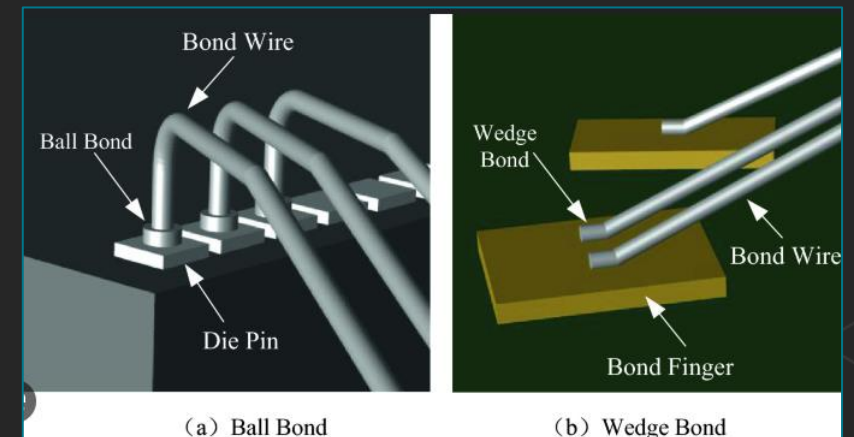 Bond Wire
Ball Bond
Die Pin
Wedge
Bond
Bond Wire
Bond Finger
（a） Ball Bond
（b） Wedge Bond